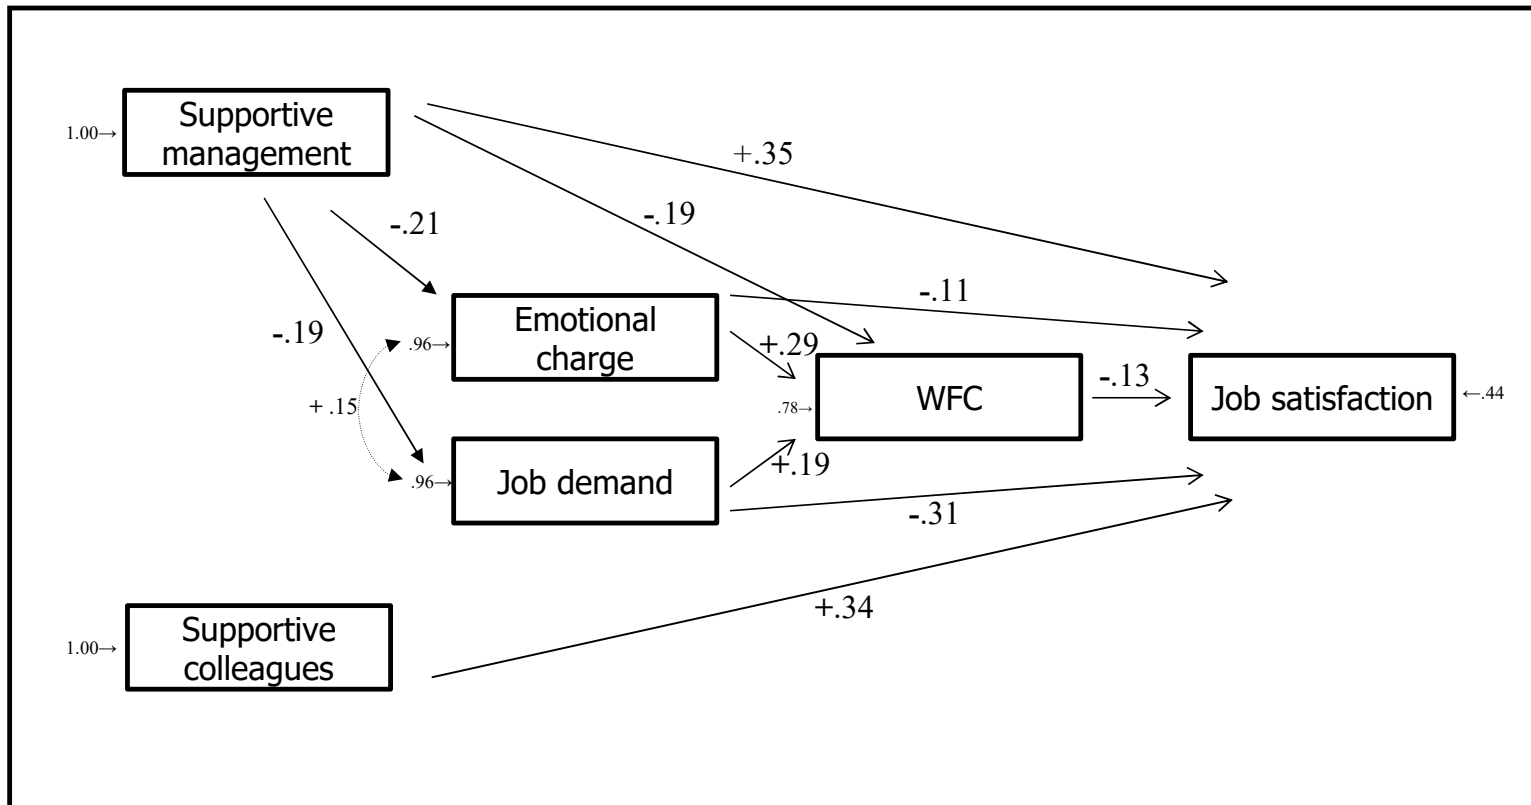 Supportive
management
1.00→
+.35
-.19
-.21
-.11
Emotional
charge
-.19
.96→
+.29
+ .15
WFC
-.13
Job satisfaction
←.44
.78→
+.19
Job demand
.96→
-.31
+.34
Supportive
colleagues
1.00→